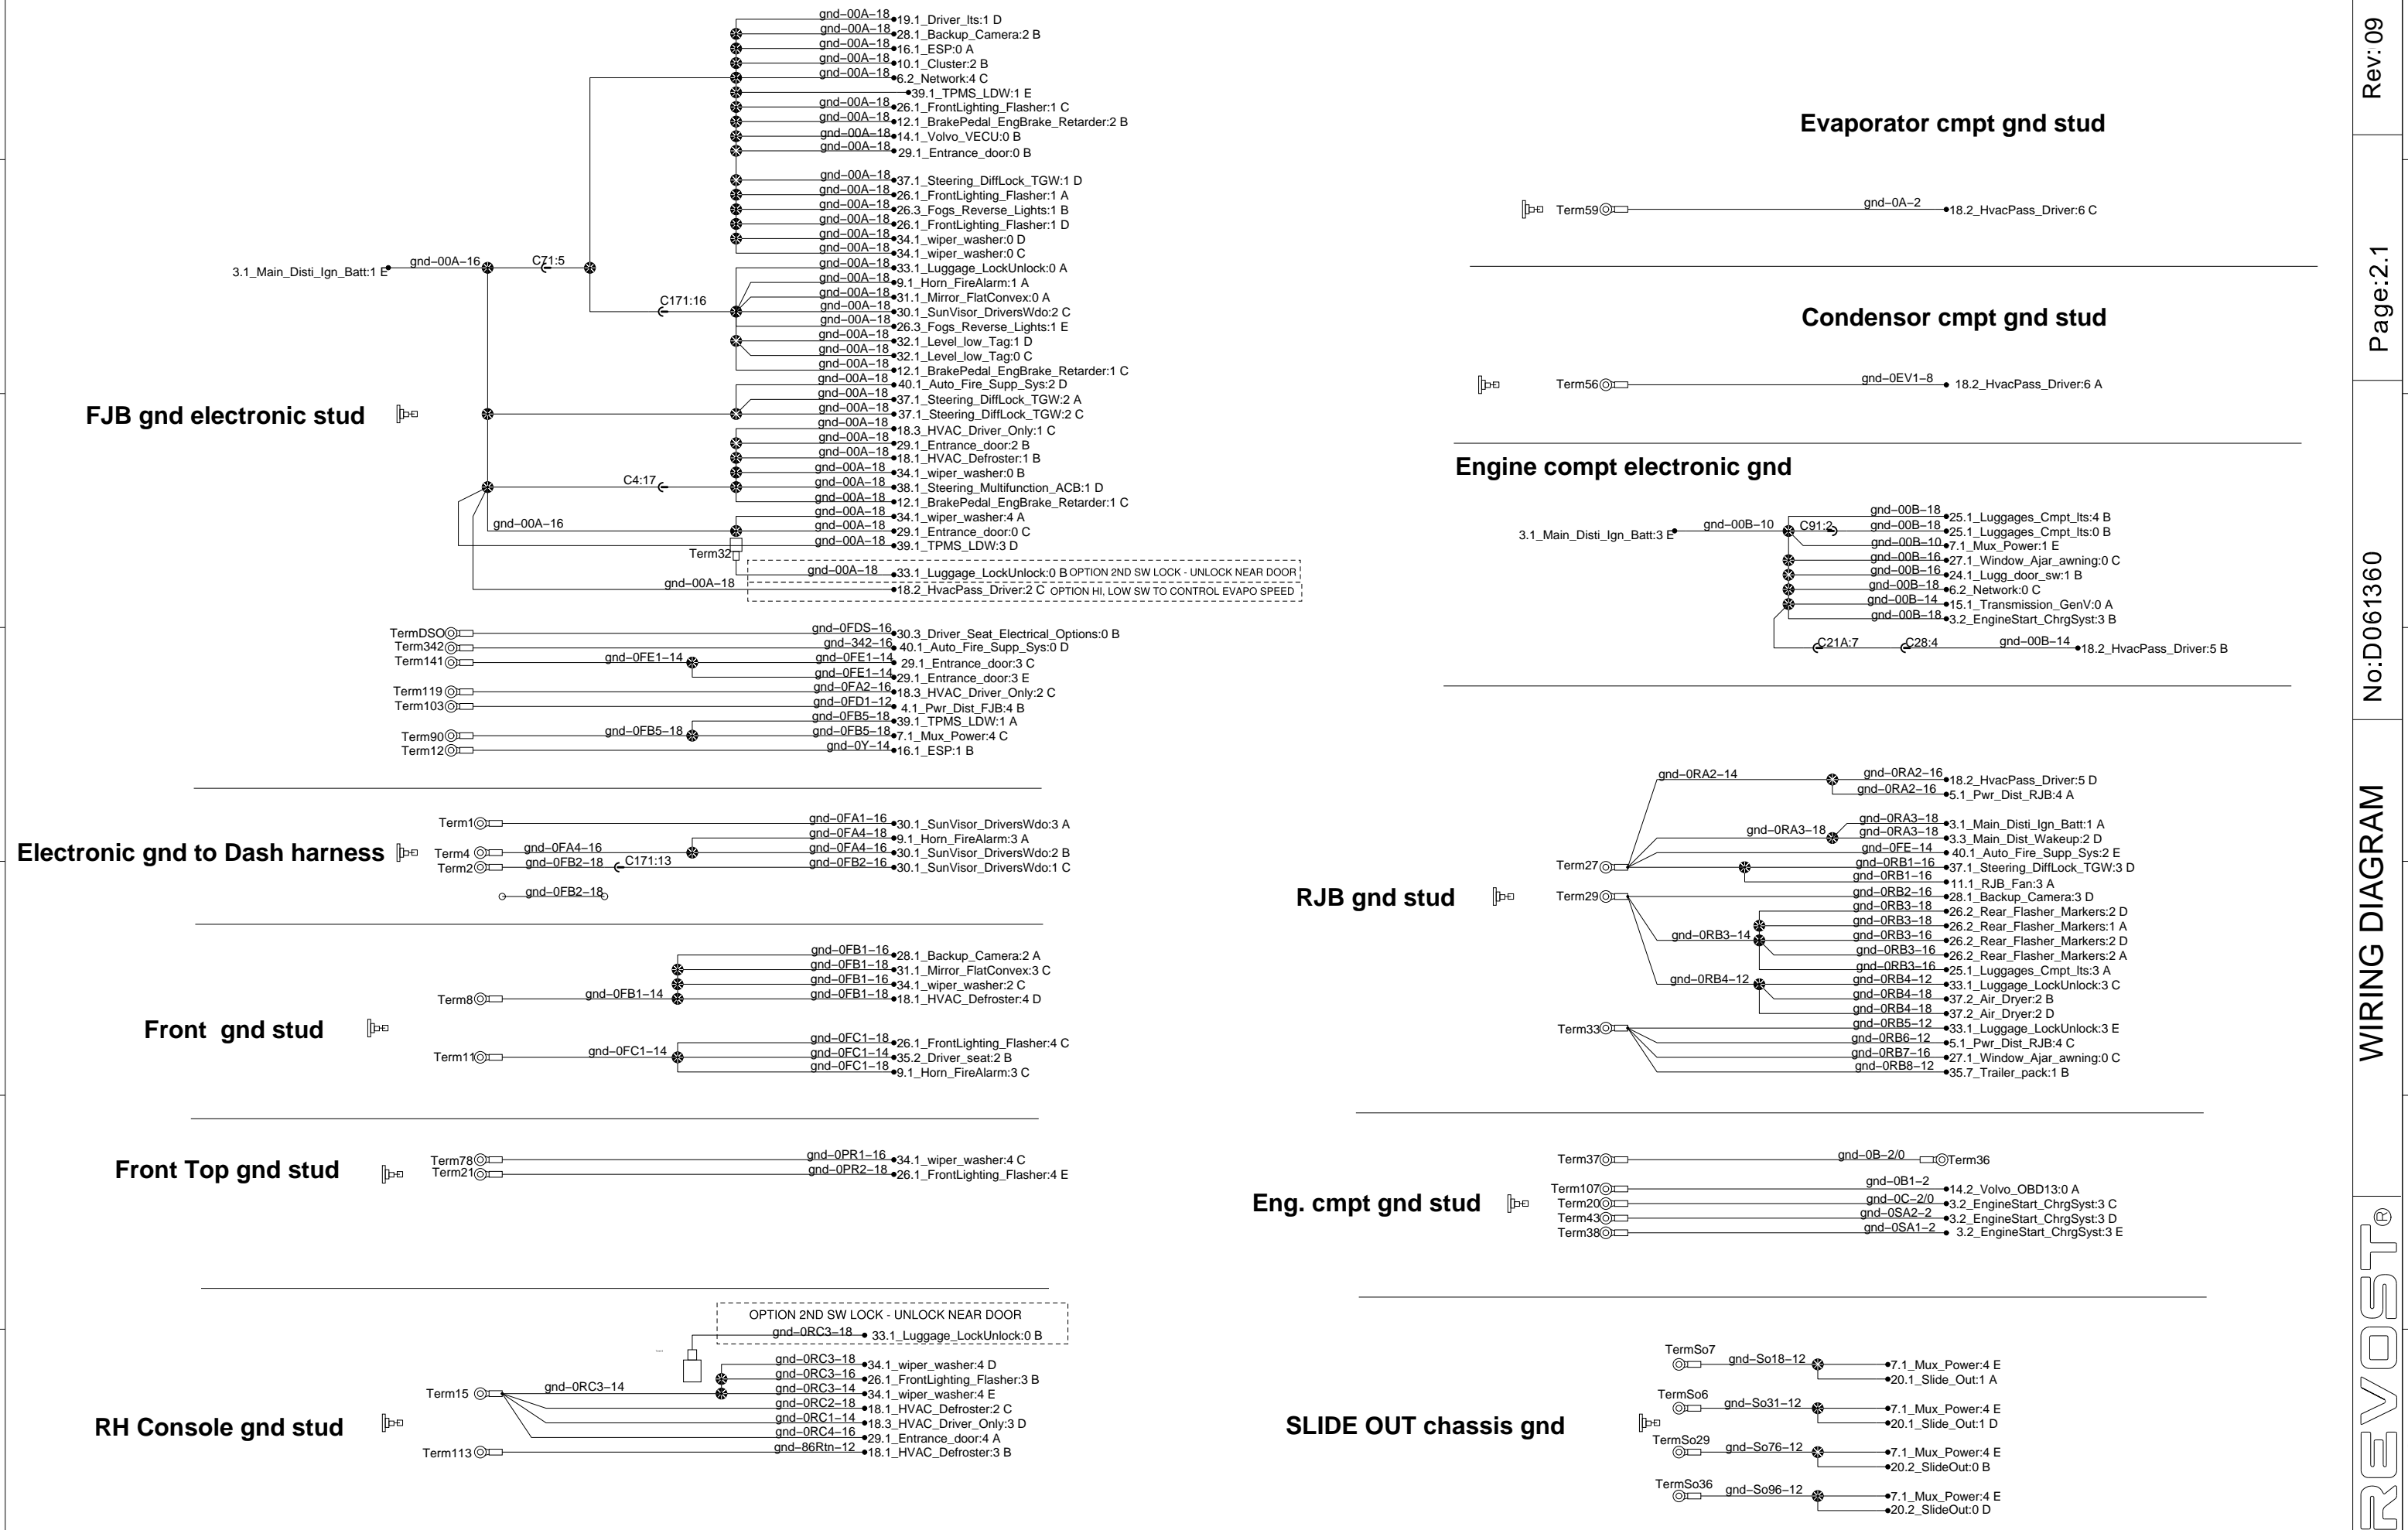 gnd-00A-18 19.1_Driver_lts:1 D
gnd-00A-18 28.1_Backup_Camera:2 B
gnd-00A-18 16.1_ESP:0 A
gnd-00A-18 10.1_Cluster:2 B
gnd-00A-18 6.2_Network:4 C
39.1_TPMS_LDW:1 E
gnd-00A-18 26.1_FrontLighting_Flasher:1 C
gnd-00A-18 12.1_BrakePedal_EngBrake_Retarder:2 B
gnd-00A-18 14.1_Volvo_VECU:0 B
gnd-00A-18 29.1_Entrance_door:0 B
gnd-00A-18 37.1_Steering_DiffLock_TGW:1 D
gnd-00A-18 26.1_FrontLighting_Flasher:1 A
gnd-00A-18 26.3_Fogs_Reverse_Lights:1 B
gnd-00A-18 26.1_FrontLighting_Flasher:1 D
gnd-00A-18 34.1_wiper_washer:0 D
gnd-00A-18 34.1_wiper_washer:0 C
3.1_Main_Disti_Ign_Batt:1 E gnd-00A-16 C71:5
gnd-00A-18 33.1_Luggage_LockUnlock:0 A
gnd-00A-18 9.1_Horn_FireAlarm:1 A
C171:16 gnd-00A-18 31.1_Mirror_FlatConvex:0 A
gnd-00A-18 30.1_SunVisor_DriversWdo:2 C
gnd-00A-18 26.3_Fogs_Reverse_Lights:1 E
gnd-00A-18 32.1_Level_low_Tag:1 D
gnd-00A-18 32.1_Level_low_Tag:0 C
gnd-00A-18 12.1_BrakePedal_EngBrake_Retarder:1 C
gnd-00A-18 40.1_Auto_Fire_Supp_Sys:2 D
gnd-00A-18 37.1_Steering_DiffLock_TGW:2 A
FJB gnd electronic stud
gnd-00A-18 37.1_Steering_DiffLock_TGW:2 C
gnd-00A-18 18.3_HVAC_Driver_Only:1 C
gnd-00A-18 29.1_Entrance_door:2 B
gnd-00A-18 18.1_HVAC_Defroster:1 B
gnd-00A-18 34.1_wiper_washer:0 B
C4:17 gnd-00A-18 38.1_Steering_Multifunction_ACB:1 D
gnd-00A-18 12.1_BrakePedal_EngBrake_Retarder:1 C
gnd-00A-18 34.1_wiper_washer:4 A
gnd-00A-16 gnd-00A-18 29.1_Entrance_door:0 C
gnd-00A-18 39.1_TPMS_LDW:3 D
Term32
gnd-00A-18 33.1_Luggage_LockUnlock:0 B OPTION 2ND SW LOCK - UNLOCK NEAR DOOR
gnd-00A-18 18.2_HvacPass_Driver:2 C OPTION HI, LOW SW TO CONTROL EVAPO SPEED
TermDSO gnd-0FDS-16 30.3_Driver_Seat_Electrical_Options:0 B
Term342 gnd-342-16 40.1_Auto_Fire_Supp_Sys:0 D
Term141 gnd-0FE1-14 gnd-0FE1-14 29.1_Entrance_door:3 C
gnd-0FE1-14 29.1_Entrance_door:3 E
Term119 gnd-0FA2-16 18.3_HVAC_Driver_Only:2 C
Term103 gnd-0FD1-12 4.1_Pwr_Dist_FJB:4 B
gnd-0FB5-18 39.1_TPMS_LDW:1 A
Term90 gnd-0FB5-18 gnd-0FB5-18 7.1_Mux_Power:4 C
Term12 gnd-0Y-14 16.1_ESP:1 B
Term1 gnd-0FA1-16 30.1_SunVisor_DriversWdo:3 A
gnd-0FA4-18 9.1_Horn_FireAlarm:3 A
Electronic gnd to Dash harness
Term4 gnd-0FA4-16 gnd-0FA4-16 30.1_SunVisor_DriversWdo:2 B
Term2 gnd-0FB2-18 C171:13 gnd-0FB2-16 30.1_SunVisor_DriversWdo:1 C
gnd-0FB2-18
gnd-0FB1-16 28.1_Backup_Camera:2 A
gnd-0FB1-18 31.1_Mirror_FlatConvex:3 C
gnd-0FB1-16 34.1_wiper_washer:2 C
Term8 gnd-0FB1-14 gnd-0FB1-18 18.1_HVAC_Defroster:4 D
Front gnd stud
gnd-0FC1-18 26.1_FrontLighting_Flasher:4 C
Term11 gnd-0FC1-14 gnd-0FC1-14 35.2_Driver_seat:2 B
gnd-0FC1-18 9.1_Horn_FireAlarm:3 C
Front Top gnd stud
Term78 gnd-0PR1-16 34.1_wiper_washer:4 C
Term21 gnd-0PR2-18 26.1_FrontLighting_Flasher:4 E
OPTION 2ND SW LOCK - UNLOCK NEAR DOOR
gnd-0RC3-18 33.1_Luggage_LockUnlock:0 B
gnd-0RC3-18 34.1_wiper_washer:4 D
gnd-0RC3-16 26.1_FrontLighting_Flasher:3 B
Term15 gnd-0RC3-14 gnd-0RC3-14 34.1_wiper_washer:4 E
gnd-0RC2-18 18.1_HVAC_Defroster:2 C
RH Console gnd stud
gnd-0RC1-14 18.3_HVAC_Driver_Only:3 D
gnd-0RC4-16 29.1_Entrance_door:4 A
Term113 gnd-86Rtn-12 18.1_HVAC_Defroster:3 B
Evaporator cmpt gnd stud
Term59 gnd-0A-2 18.2_HvacPass_Driver:6 C
Condensor cmpt gnd stud
Term56 gnd-0EV1-8 18.2_HvacPass_Driver:6 A
Engine compt electronic gnd
gnd-00B-18 25.1_Luggages_Cmpt_lts:4 B
3.1_Main_Disti_Ign_Batt:3 E gnd-00B-10 C91:2 gnd-00B-18 25.1_Luggages_Cmpt_lts:0 B
gnd-00B-10 7.1_Mux_Power:1 E
gnd-00B-16 27.1_Window_Ajar_awning:0 C
gnd-00B-16 24.1_Lugg_door_sw:1 B
gnd-00B-18 6.2_Network:0 C
gnd-00B-14 15.1_Transmission_GenV:0 A
gnd-00B-18 3.2_EngineStart_ChrgSyst:3 B
C21A:7 C28:4 gnd-00B-14 18.2_HvacPass_Driver:5 B
gnd-0RA2-14 gnd-0RA2-16 18.2_HvacPass_Driver:5 D
gnd-0RA2-16 5.1_Pwr_Dist_RJB:4 A
gnd-0RA3-18 3.1_Main_Disti_Ign_Batt:1 A
gnd-0RA3-18 gnd-0RA3-18 3.3_Main_Dist_Wakeup:2 D
gnd-0FE-14 40.1_Auto_Fire_Supp_Sys:2 E
Term27 gnd-0RB1-16 37.1_Steering_DiffLock_TGW:3 D
gnd-0RB1-16 11.1_RJB_Fan:3 A
RJB gnd stud
Term29 gnd-0RB2-16 28.1_Backup_Camera:3 D
gnd-0RB3-18 26.2_Rear_Flasher_Markers:2 D
gnd-0RB3-18 26.2_Rear_Flasher_Markers:1 A
gnd-0RB3-14 gnd-0RB3-16 26.2_Rear_Flasher_Markers:2 D
gnd-0RB3-16 26.2_Rear_Flasher_Markers:2 A
gnd-0RB3-16 25.1_Luggages_Cmpt_lts:3 A
gnd-0RB4-12 gnd-0RB4-12 33.1_Luggage_LockUnlock:3 C
gnd-0RB4-18 37.2_Air_Dryer:2 B
gnd-0RB4-18 37.2_Air_Dryer:2 D
Term33 gnd-0RB5-12 33.1_Luggage_LockUnlock:3 E
gnd-0RB6-12 5.1_Pwr_Dist_RJB:4 C
gnd-0RB7-16 27.1_Window_Ajar_awning:0 C
gnd-0RB8-12 35.7_Trailer_pack:1 B
Term37 gnd-0B-2/0 Term36
Term107 gnd-0B1-2 14.2_Volvo_OBD13:0 A
Eng. cmpt gnd stud
Term20 gnd-0C-2/0 3.2_EngineStart_ChrgSyst:3 C
Term43 gnd-0SA2-2 3.2_EngineStart_ChrgSyst:3 D
Term38 gnd-0SA1-2 3.2_EngineStart_ChrgSyst:3 E
TermSo7 gnd-So18-12 7.1_Mux_Power:4 E
20.1_Slide_Out:1 A
TermSo6 gnd-So31-12 7.1_Mux_Power:4 E
SLIDE OUT chassis gnd
20.1_Slide_Out:1 D
TermSo29 gnd-So76-12 7.1_Mux_Power:4 E
20.2_SlideOut:0 B
TermSo36 gnd-So96-12 7.1_Mux_Power:4 E
20.2_SlideOut:0 D
Rev:09
Page:2.1
No:D061360
WIRING DIAGRAM
REVOST®